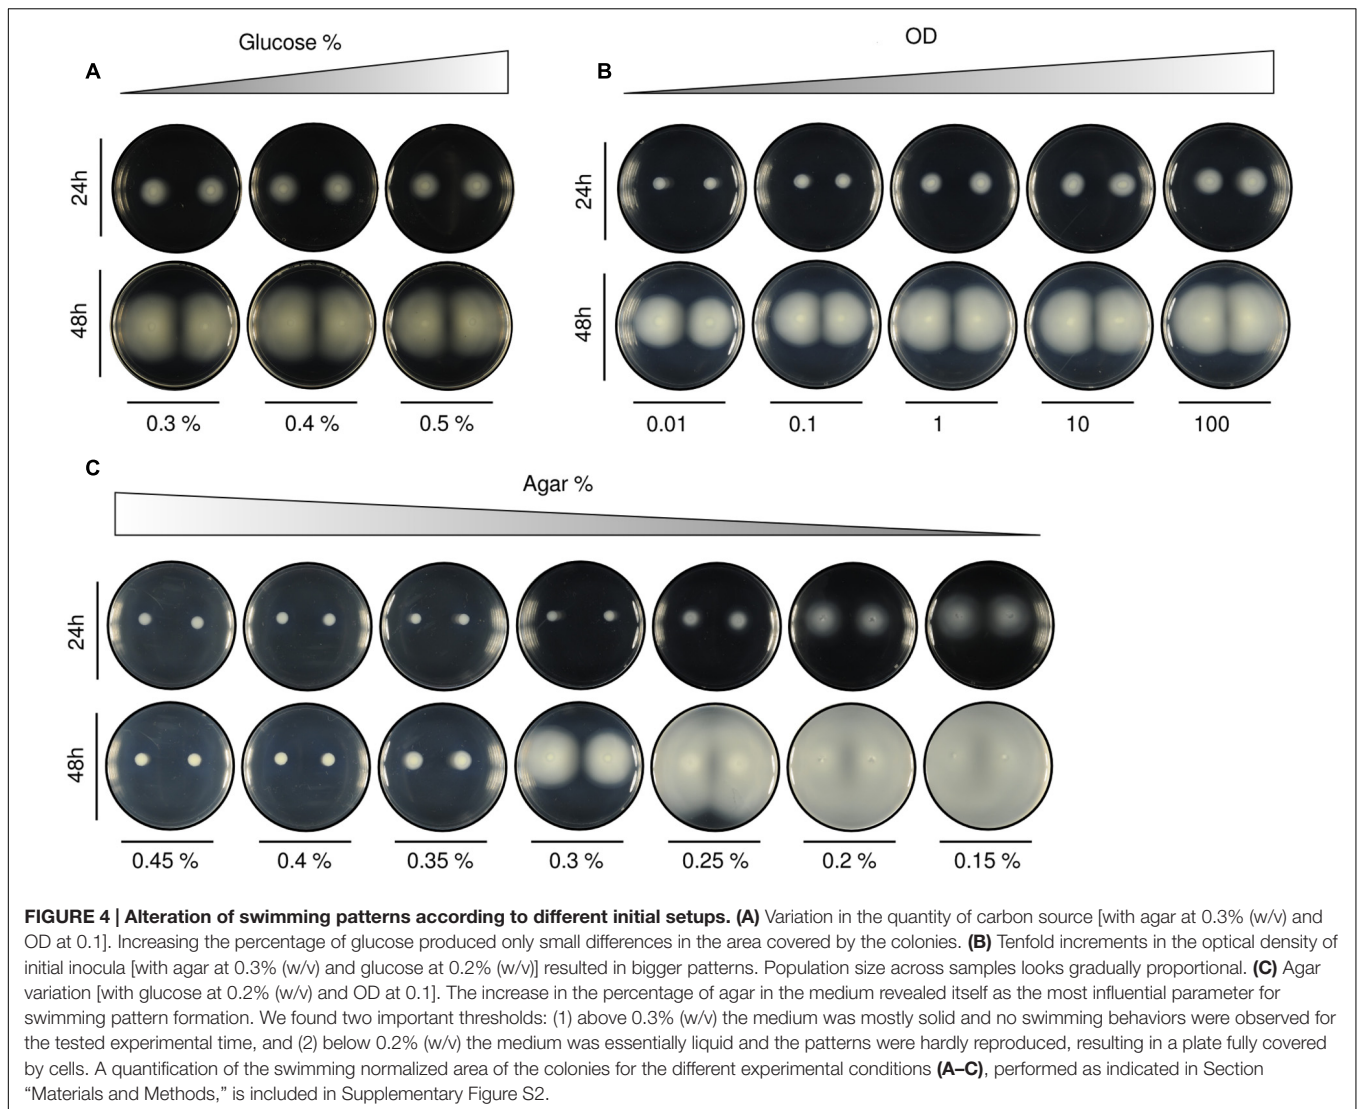 Glucose %
OD
A
B
24h
24h
48h
48h
0.3 %
0.4 %
0.5 %
0.01
0.1
1
10
100
C
Agar %
24h
48h
0.45 %
0.4 %
0.35 %
0.3 %
0.25 %
0.2 %
0.15 %
FIGURE 4 | Alteration of swimming patterns according to different initial setups. (A) Variation in the quantity of carbon source [with agar at 0.3% (w/v) and
OD at 0.1]. Increasing the percentage of glucose produced only small differences in the area covered by the colonies. (B) Tenfold increments in the optical density of
initial inocula [with agar at 0.3% (w/v) and glucose at 0.2% (w/v)] resulted in bigger patterns. Population size across samples looks gradually proportional. (C) Agar
variation [with glucose at 0.2% (w/v) and OD at 0.1]. The increase in the percentage of agar in the medium revealed itself as the most influential parameter for
swimming pattern formation. We found two important thresholds: (1) above 0.3% (w/v) the medium was mostly solid and no swimming behaviors were observed for
the tested experimental time, and (2) below 0.2% (w/v) the medium was essentially liquid and the patterns were hardly reproduced, resulting in a plate fully covered
by cells. A quantification of the swimming normalized area of the colonies for the different experimental conditions (A–C), performed as indicated in Section
“Materials and Methods,” is included in Supplementary Figure S2.